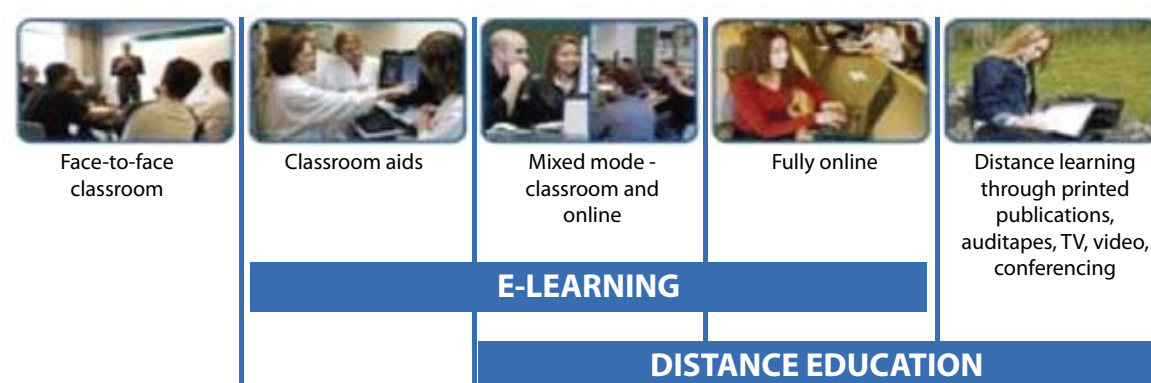 Face-to-face
classroom
Classroom aids
Mixed mode -
classroom and
online
Fully online
Distance learning
through printed
publications,
auditapes, TV, video,
conferencing
E-LEARNING
DISTANCE EDUCATION